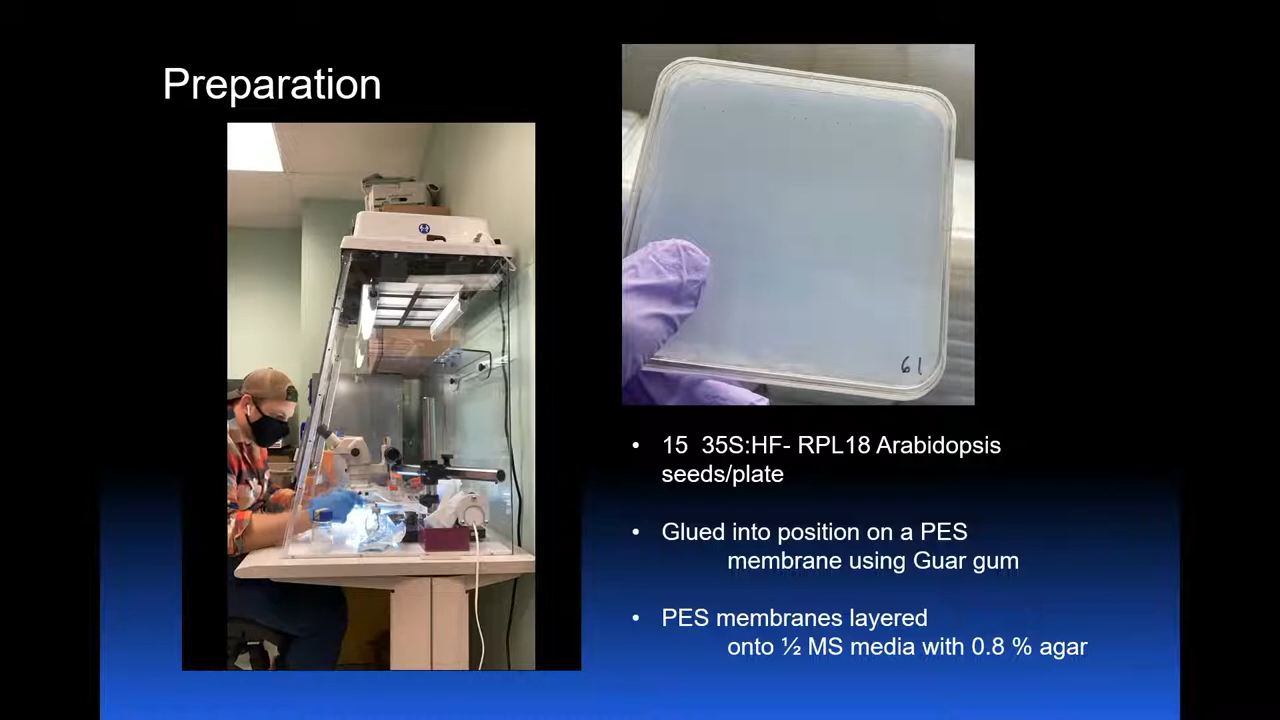 Preparation
61
• 15 35S:HF- RPL18 Arabidopsis
seeds/plate
• Glued into position on a PES
membrane using Guar gum
• PES membranes layered
onto ½ MS media with 0.8 % agar